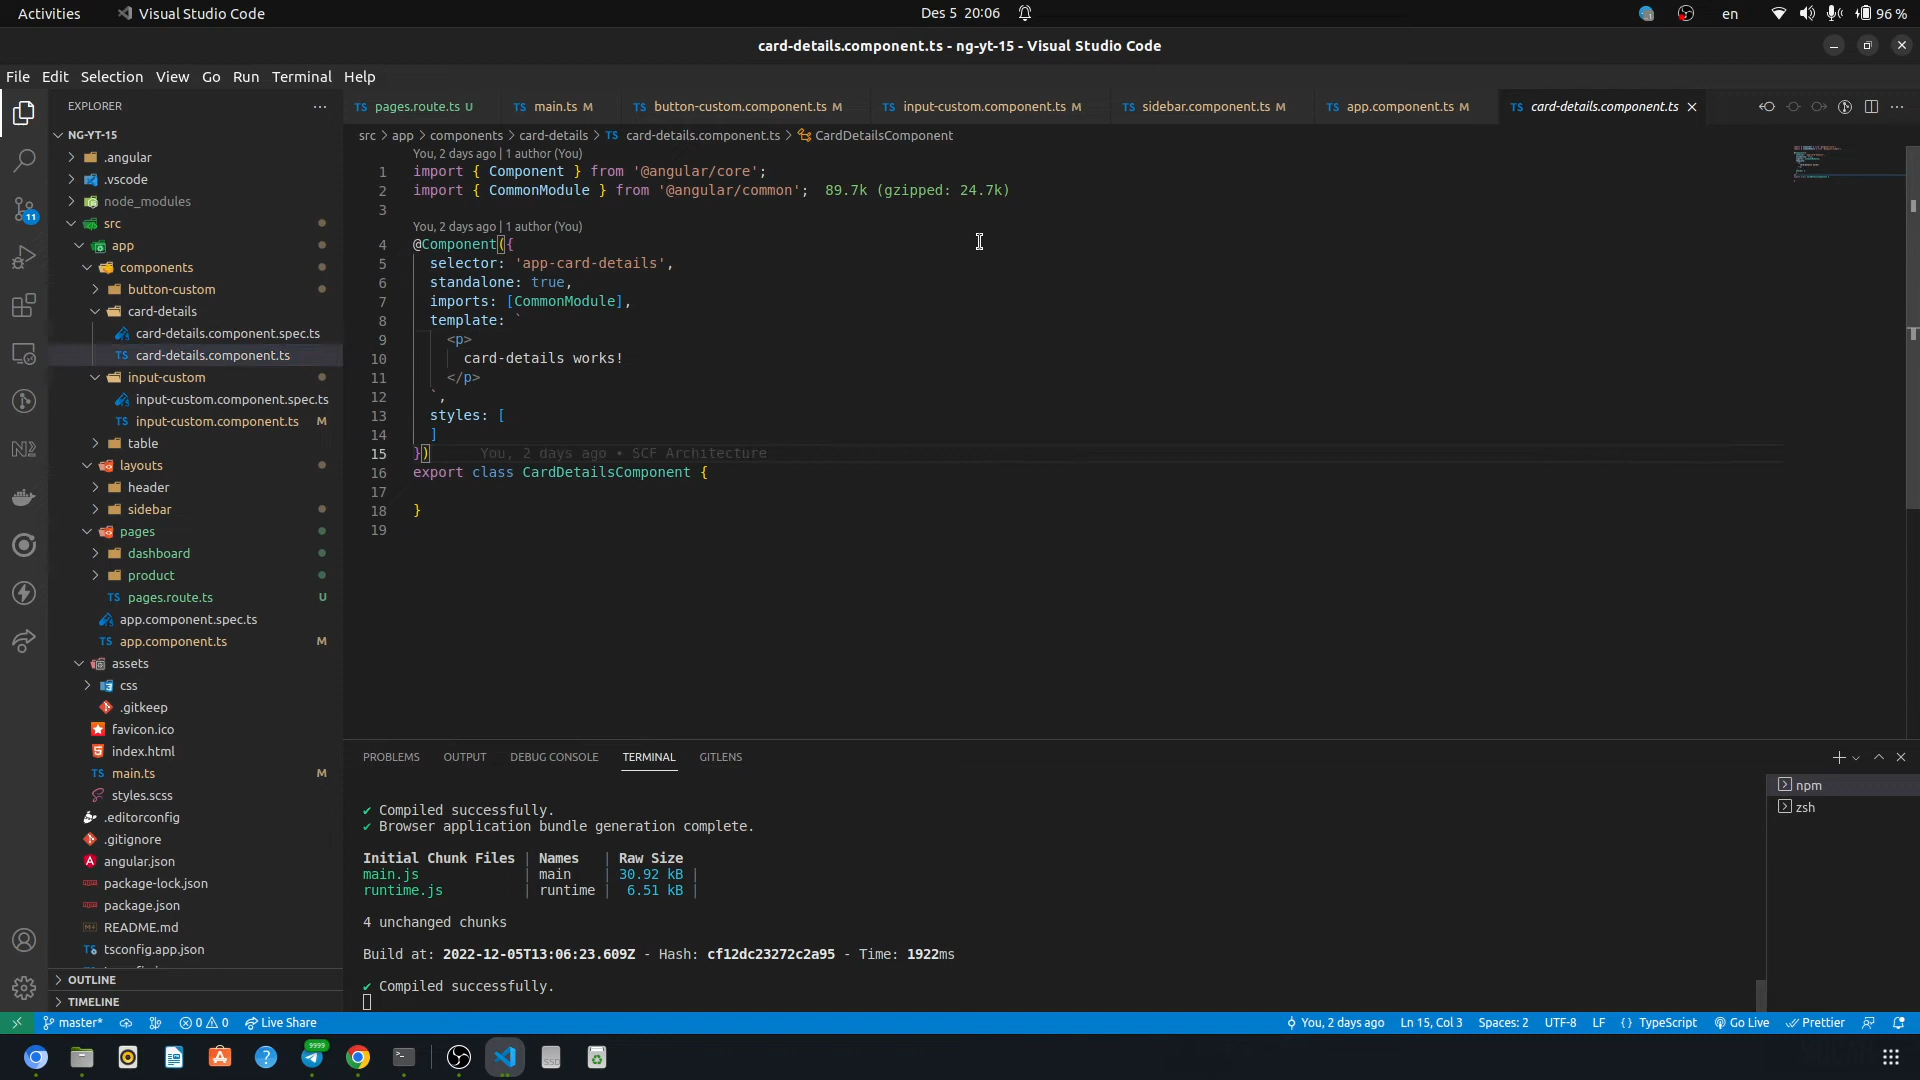 Activities
Visual Studio Code
Des 5 20:06
en
96 %
card-details.component.ts - ng-yt-15 - Visual Studio Code
File Edit Selection View Go Run Terminal Help
EXPLORER
NG-YT-15
.angular
.vscode
node_modules
src
app
components
button-custom
card-details
card-details.component.spec.ts
card-details.component.ts
input-custom
input-custom.component.spec.ts
input-custom.component.ts M
table
layouts
header
sidebar
pages
dashboard
product
TS pages.route.ts U
app.component.spec.ts
TS app.component.ts M
assets
css
.gitkeep
favicon.ico
index.html
TS main.ts M
styles.scss
.editorconfig
.gitignore
angular.json
package-lock.json
package.json
README.md
tsconfig.app.json
OUTLINE
TIMELINE
11
TS pages.route.ts U
TS main.ts M
TS button-custom.component.ts M
TS input-custom.component.ts M
TS sidebar.component.ts M
TS app.component.ts M
TS card-details.component.ts
src > app > components > card-details > TS card-details.component.ts > CardDetailsComponent
You, 2 days ago | 1 author (You)
1 import { Component } from '@angular/core';
2 import { CommonModule } from '@angular/common'; 89.7k (gzipped: 24.7k)
3
You, 2 days ago | 1 author (You)
4 @Component({
5 selector: 'app-card-details',
6 standalone: true,
7 imports: [CommonModule],
8 template: `
9 <p>
10 card-details works!
11 </p>
12 `,
13 styles: [
14 ]
15 }) You, 2 days ago • SCF Architecture
16 export class CardDetailsComponent {
17
18 }
19
PROBLEMS OUTPUT DEBUG CONSOLE TERMINAL GITLENS
npm
zsh
✔ Compiled successfully.
✔ Browser application bundle generation complete.
Initial Chunk Files | Names | Raw Size
main.js | main | 30.92 kB |
runtime.js | runtime | 6.51 kB |
4 unchanged chunks
Build at: 2022-12-05T13:06:23.609Z - Hash: cf12dc23272c2a95 - Time: 1922ms
✔ Compiled successfully.
master* 0 0 Live Share
You, 2 days ago Ln 15, Col 3 Spaces: 2 UTF-8 LF {} TypeScript Go Live Prettier
9999
SSD